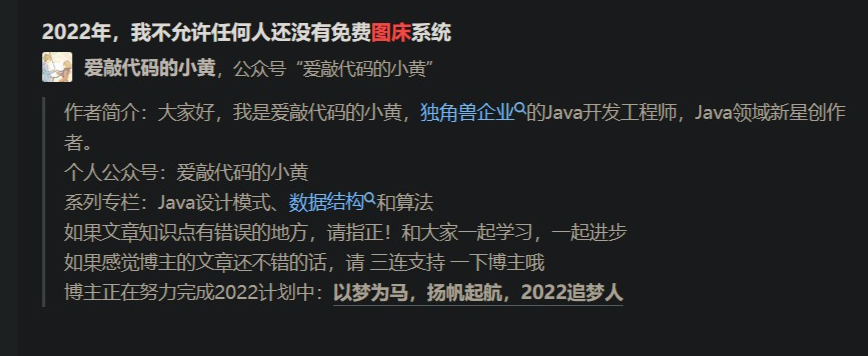 2022年，我不允许任何人还没有免费图床系统
爱敲代码的小黄，公众号“爱敲代码的小黄”
作者简介：大家好，我是爱敲代码的小黄，独角兽企业的Java开发工程师，Java领域新星创作
者。
个人公众号：爱敲代码的小黄
系列专栏：Java设计模式、数据结构和算法
如果文章知识点有错误的地方，请指正！和大家一起学习，一起进步
如果感觉博主的文章还不错的话，请 三连支持 一下博主哦
博主正在努力完成2022计划中：以梦为马，扬帆起航，2022追梦人